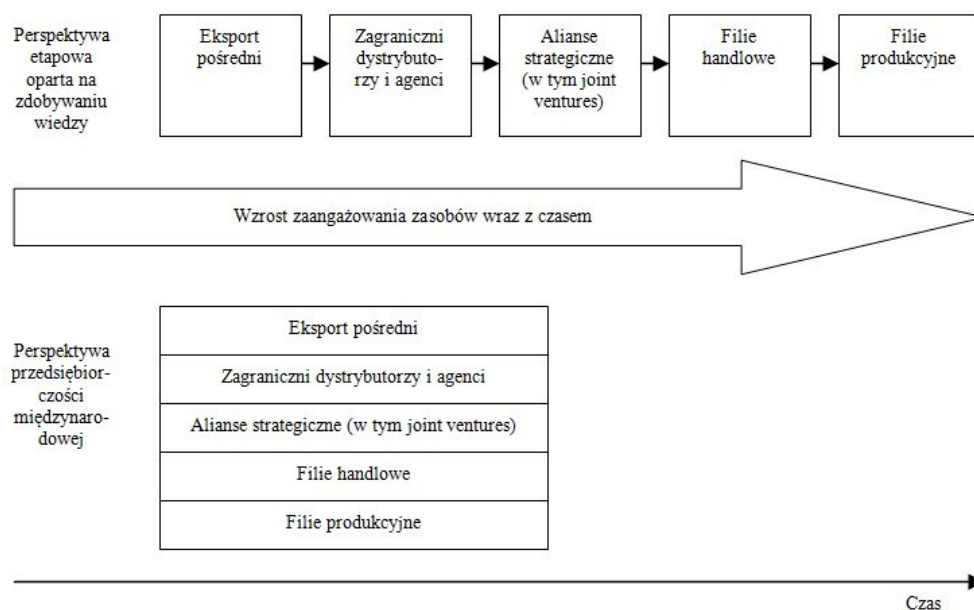 Perspektywa
etapowa
oparta na
zdobywaniu
wiedzy
Eksport
pośredni
Zagraniczni
dystrybuto-
rzy i agenci
Alianse
strategiczne
(w tym joint
ventures)
Filie
handlowe
Filie
produkcyjne
Wzrost zaangażowania zasobów wraz z czasem
Perspektywa
przedsiębior-
czości
międzynaro-
dowej
Eksport pośredni
Zagraniczni dystrybutorzy i agenci
Alianse strategiczne (w tym joint ventures)
Filie handlowe
Filie produkcyjne
Czas